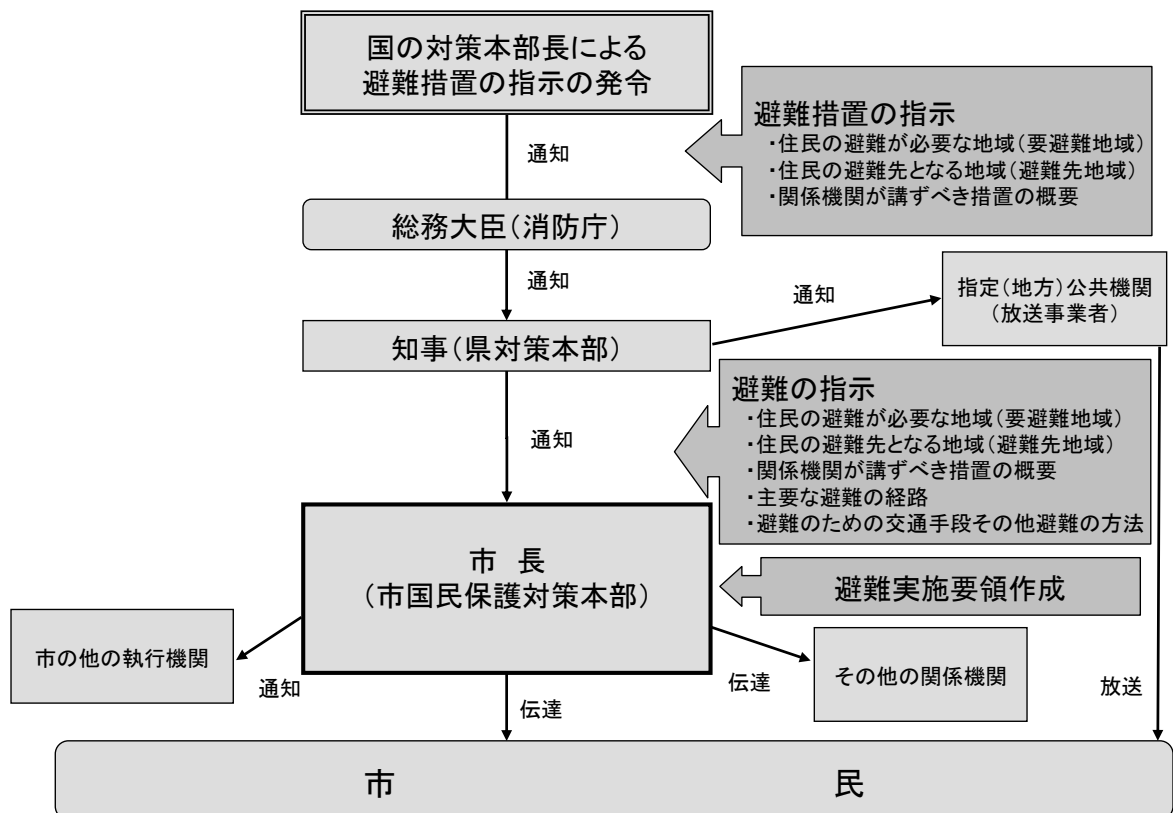 国の対策本部長による
避難措置の指示の発令
避難措置の指示
・住民の避難が必要な地域(要避難地域)
・住民の避難先となる地域(避難先地域)
・関係機関が講ずべき措置の概要
通知
総務大臣(消防庁)
通知
通知
指定(地方)公共機関
(放送事業者)
知事(県対策本部)
避難の指示
・住民の避難が必要な地域(要避難地域)
・住民の避難先となる地域(避難先地域)
・関係機関が講ずべき措置の概要
・主要な避難の経路
・避難のための交通手段その他避難の方法
通知
市 長
(市国民保護対策本部)
避難実施要領作成
市の他の執行機関
通知
その他の関係機関
伝達
伝達
放送
市 民